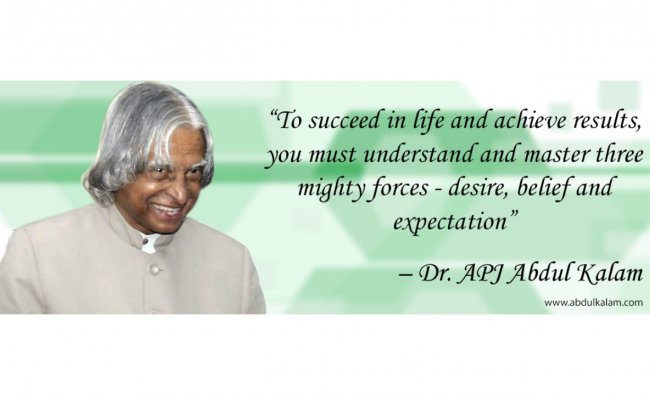 “To succeed in life and achieve results,
you must understand and master three
mighty forces - desire, belief and
expectation”
– Dr. APJ Abdul Kalam
www.abdulkalam.com